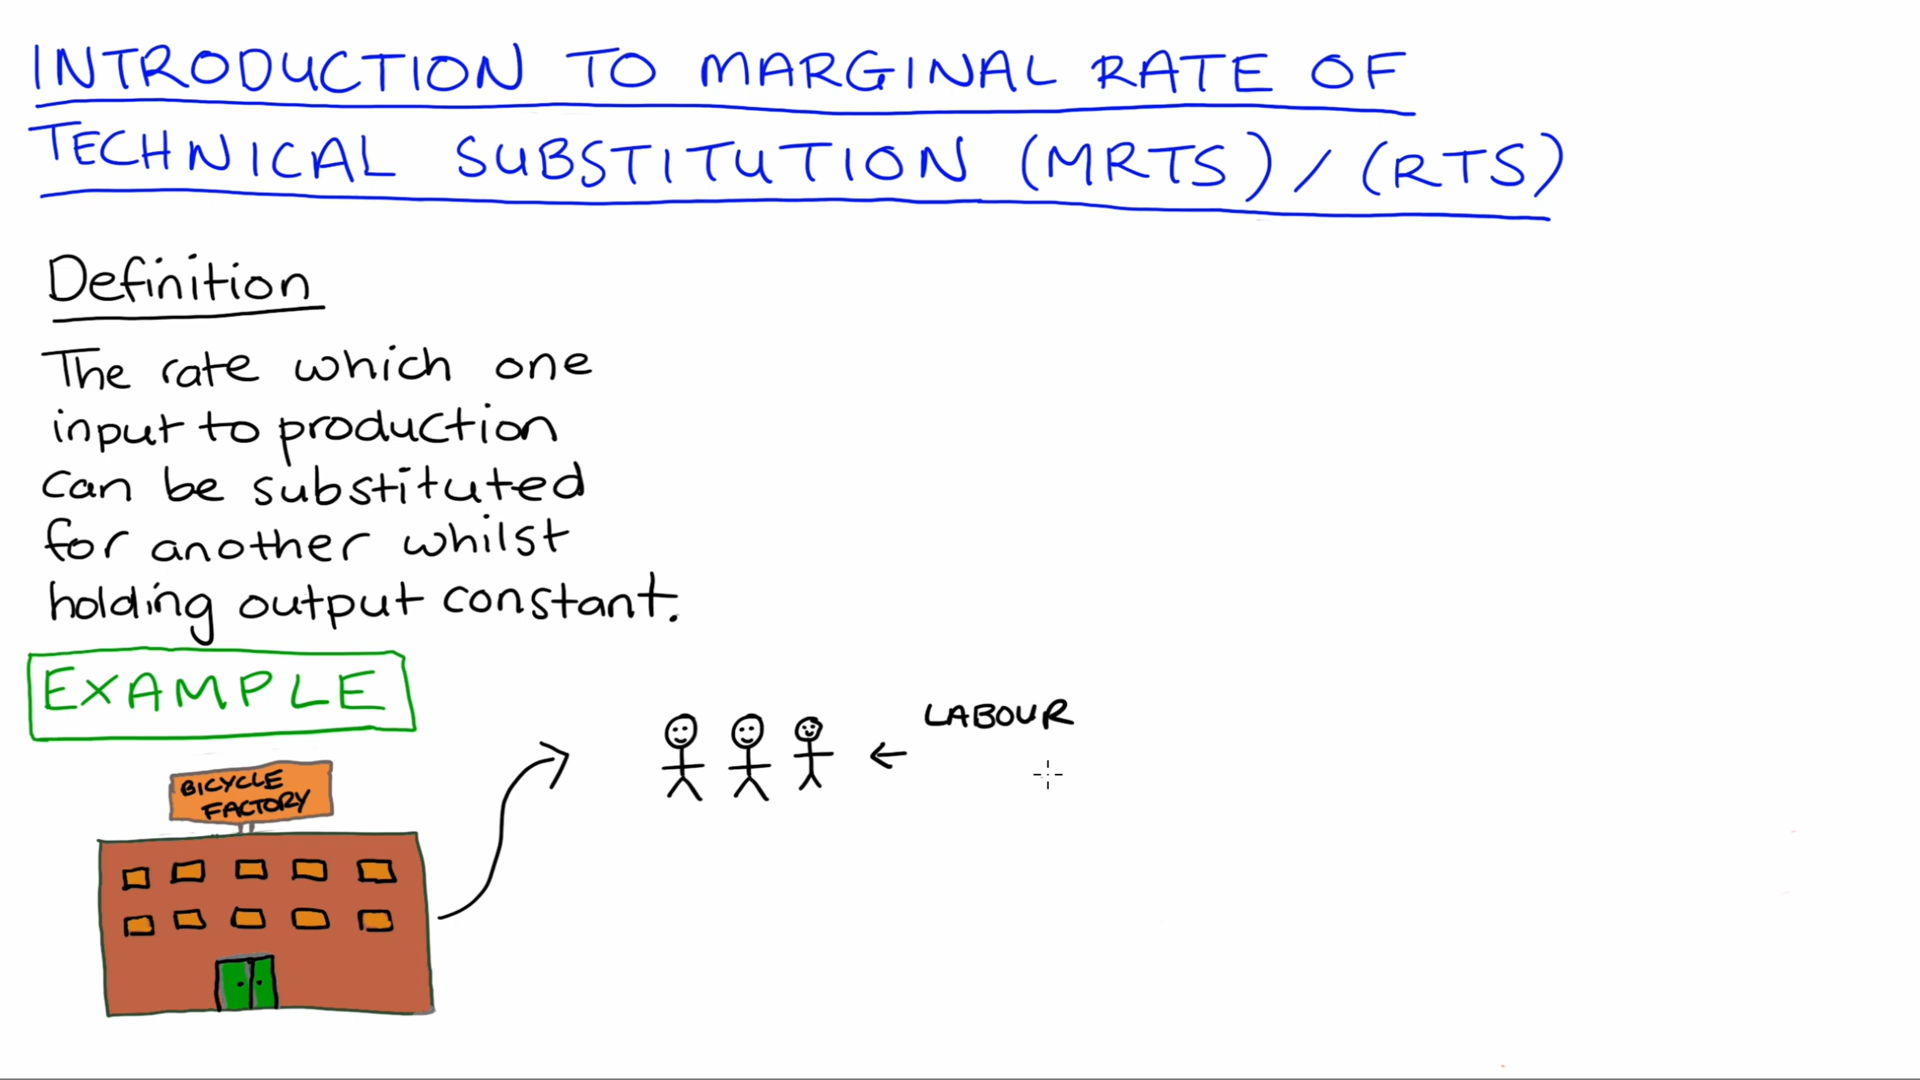 INTRODUCTION TO MARGINAL RATE OF
TECHNICAL SUBSTITUTION (MRTS) / (RTS)
Definition
The rate which one
input to production
can be substituted
for another whilst
holding output constant.
EXAMPLE
BICYCLE
FACTORY
LABOUR